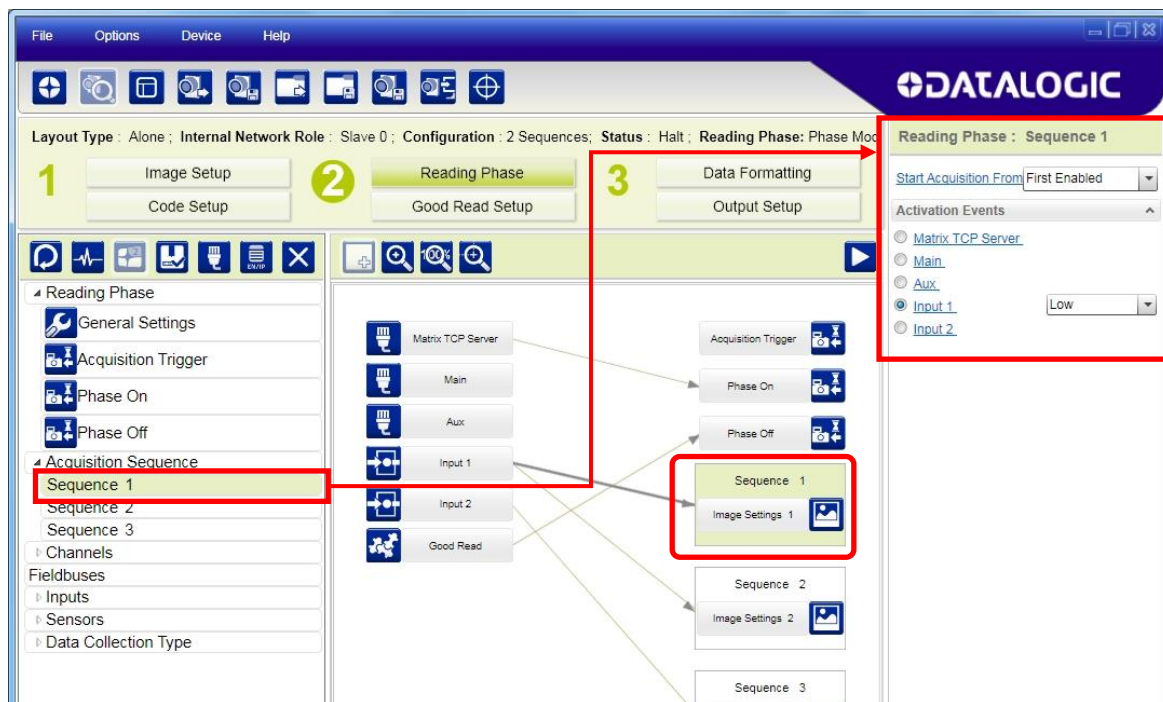 File Options Device Help
DATALOGIC
Layout Type : Alone ; Internal Network Role : Slave 0 ; Configuration : 2 Sequences; Status : Halt ; Reading Phase: Phase Mod
1 Image Setup 2 Reading Phase 3 Data Formatting
Code Setup Good Read Setup Output Setup
Reading Phase : Sequence 1
Start Acquisition From First Enabled
Activation Events
Matrix TCP Server
Main
Aux
Input 1 Low
Input 2
EN/IP
100%
Reading Phase
General Settings
Acquisition Trigger
Phase On
Phase Off
Acquisition Sequence
Sequence 1
Sequence 2
Sequence 3
Channels
Fieldbuses
Inputs
Sensors
Data Collection Type
Matrix TCP Server
Main
Aux
Input 1
Input 2
Good Read
Acquisition Trigger
Phase On
Phase Off
Sequence 1
Image Settings 1
Sequence 2
Image Settings 2
Sequence 3